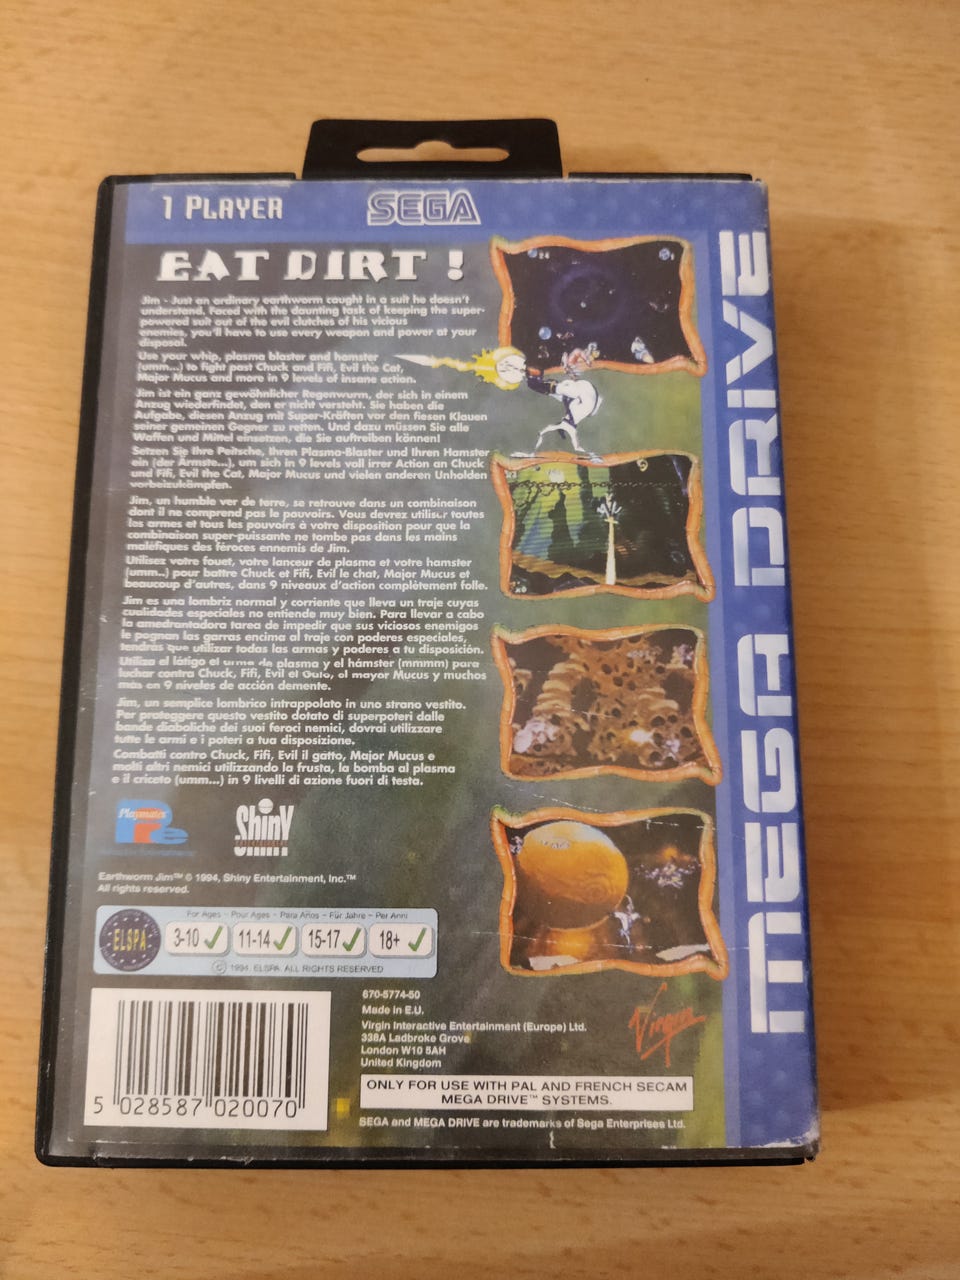 1 PLAYER
SEGA
EAT DIRT !
Jim - Just an ordinary earthworm caught in a suit he doesn't
understand. Faced with the daunting task of keeping the super-
powered suit out of the evil clutches of his vicious
enemies, you'll have to use every weapon and power at your
disposal.
Use your whip, plasma blaster and hamster
(umm...) to fight past Chuck and Fifi, Evil the Cat,
Major Mucus and more in 9 levels of insane action.
Jim ist ein ganz gewöhnlicher Regenwurm, der sich in einem
Anzug wiederfindet, den er nicht versteht. Sie haben die
Aufgabe, diesen Anzug mit Super-Kräften vor den fiesen Klauen
seiner gemeinen Gegner zu retten. Und dazu müssen Sie alle
Waffen und Mittel einsetzen, die Sie auftreiben können!
Setzen Sie Ihre Peitsche, Ihren Plasma-Blaster und Ihren Hamster
ein (der Ärmste...), um sich in 9 levels voll irrer Action an Chuck
und Fifi, Evil the Cat, Major Mucus und vielen anderen Unholden
vorbeizukämpfen.
Jim, un humble ver de terre, se retrouve dans un combinaison
dont il ne comprend pas le pouvoirs. Vous devrez utiliser toutes
les armes et tous les pouvoirs à votre disposition pour que la
combinaison super-puissante ne tombe pas dans les mains
maléfiques des féroces ennemis de Jim.
Utilisez votre fouet, votre lanceur de plasma et votre hamster
(umm..) pour battre Chuck et Fifi, Evil le chat, Major Mucus et
beaucoup d'autres, dans 9 niveaux d'action complètement folle.
Jim es una lombriz normal y corriente que lleva un traje cuyas
cualidades especiales no entiende muy bien. Para llevar a cabo
la amedrantadora tarea de impedir que sus viciosos enemigos
le pognan las garras encima al traje con poderes especiales,
tendrás que utilizar todas las armas y poderes a tu disposición.
Utiliza el látigo el arma de plasma y el hámster (mmmm) para
luchar contra Chuck, Fifi, Evil el Gato, el mayor Mucus y muchos
más en 9 niveles de acción demente.
Jim, un semplice lombrico intrappolato in uno strano vestito.
Per proteggere questo vestito dotato di superpoteri dalle
bande diaboliche dei suoi feroci nemici, dovrai utilizzare
tutte le armi e i poteri a tua disposizione.
Combatti contro Chuck, Fifi, Evil il gatto, Major Mucus e
molti altri nemici utilizzando la frusta, la bomba al plasma
e il criceto (umm...) in 9 livelli di azione fuori di testa.
Playmates
Shiny
ENTERTAINMENT
Earthworm Jim™ © 1994, Shiny Entertainment, Inc.™
All rights reserved.
For Ages - Pour Ages - Para Años - Für Jahre - Per Anni
ELSPA
3-10 11-14 15-17 18+
© 1994. ELSPA. ALL RIGHTS RESERVED
5 028587 020070
670-5774-50
Made in E.U.
Virgin Interactive Entertainment (Europe) Ltd.
338A Ladbroke Grove
London W10 5AH
United Kingdom
Virgin
ONLY FOR USE WITH PAL AND FRENCH SECAM
MEGA DRIVE™ SYSTEMS.
SEGA and MEGA DRIVE are trademarks of Sega Enterprises Ltd.
MEGA DRIVE